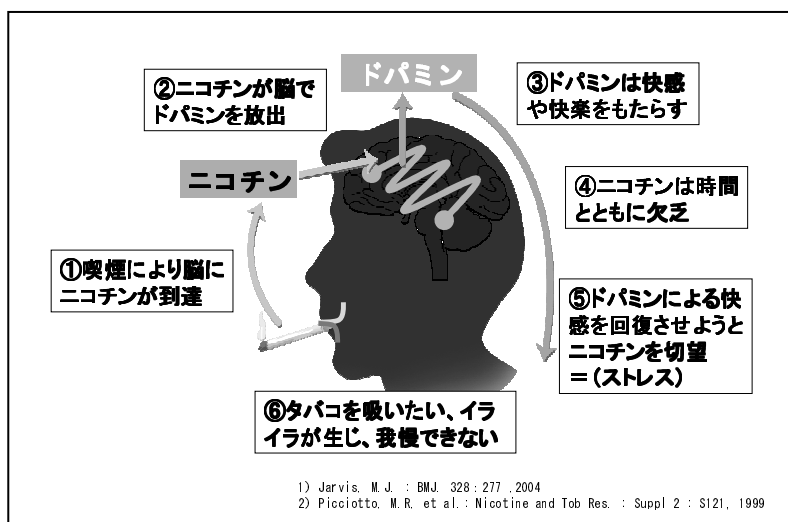 ①喫煙により脳に
ニコチンが到達
ニコチン
②ニコチンが脳で
ドパミンを放出
ドパミン
③ドパミンは快感
や快楽をもたらす
④ニコチンは時間
とともに欠乏
⑤ドパミンによる快
感を回復させようと
ニコチンを切望
＝(ストレス)
⑥タバコを吸いたい、イラ
イラが生じ、我慢できない
1) Jarvis, M.J. : BMJ. 328 : 277 ,2004
2) Picciotto, M.R. et al.: Nicotine and Tob Res. : Suppl 2 : S121, 1999